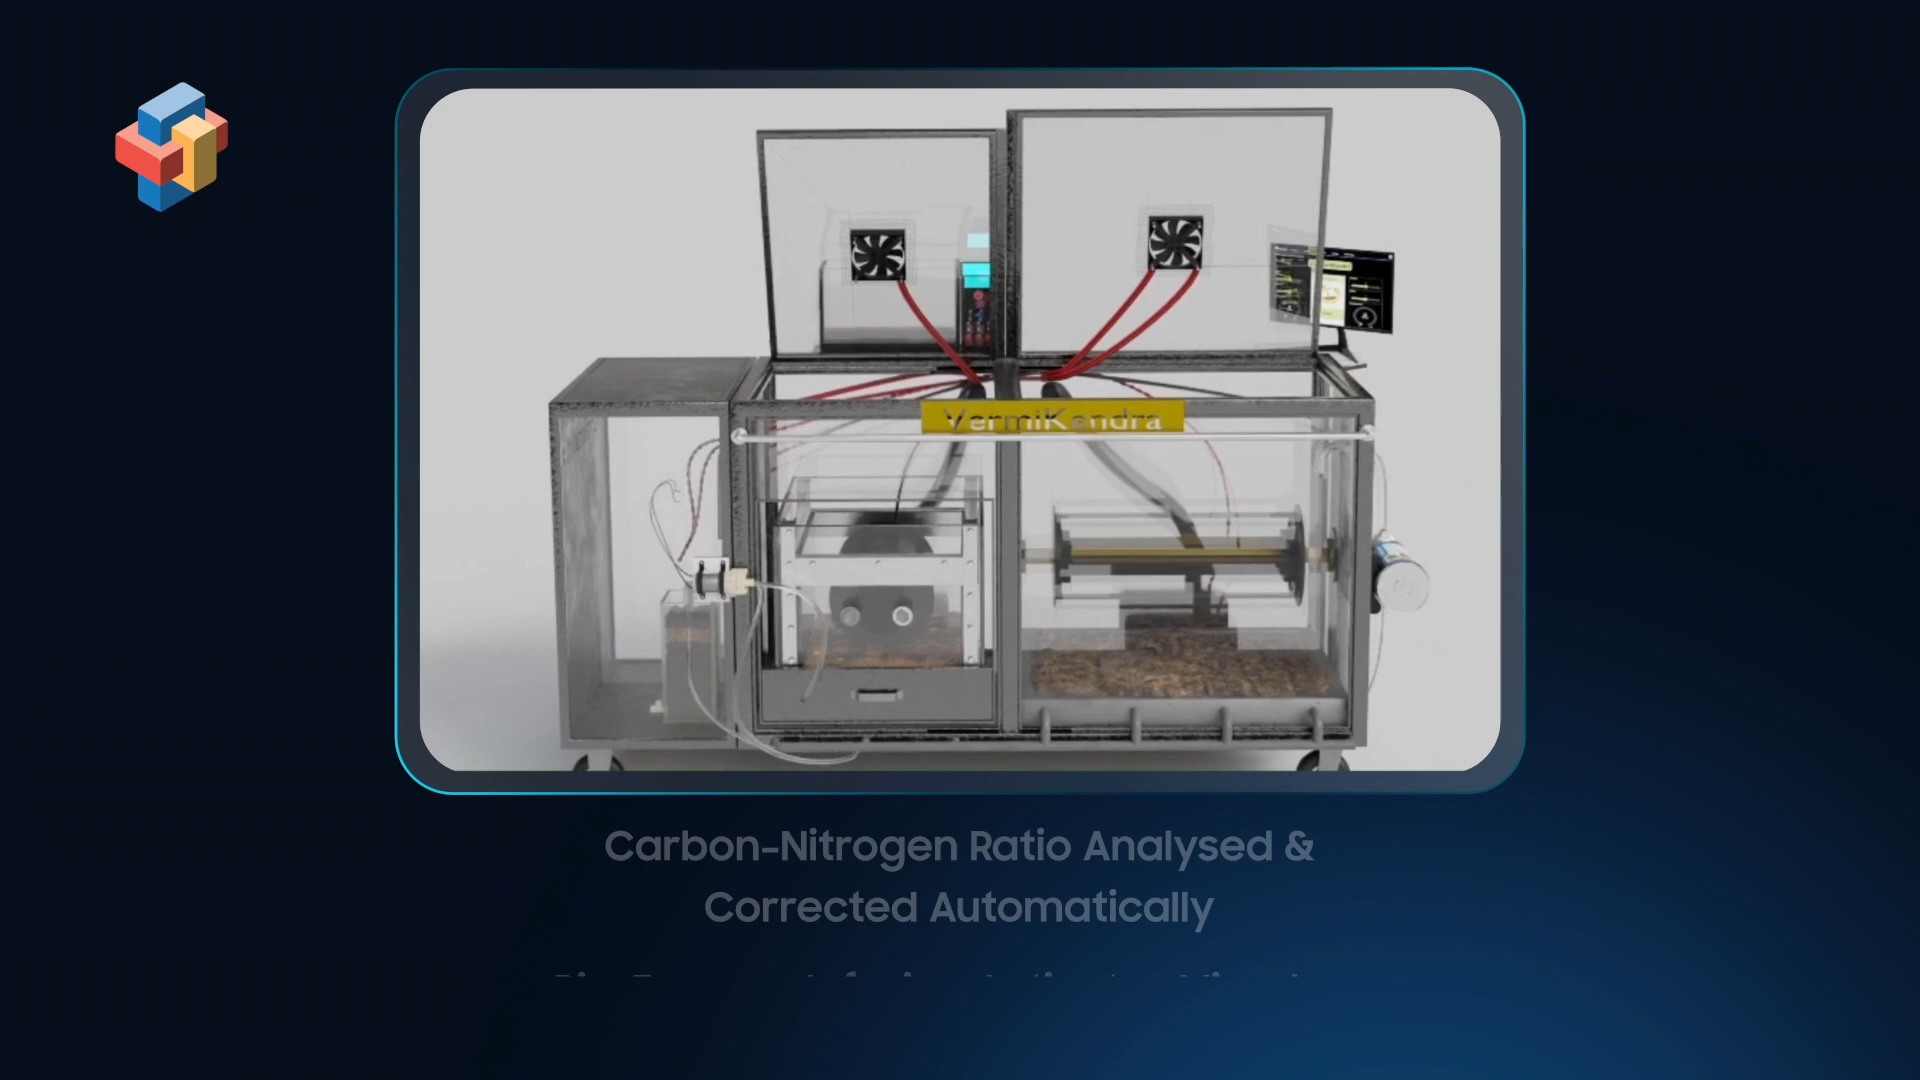 VermiKendra
Carbon-Nitrogen Ratio Analysed &
Corrected Automatically